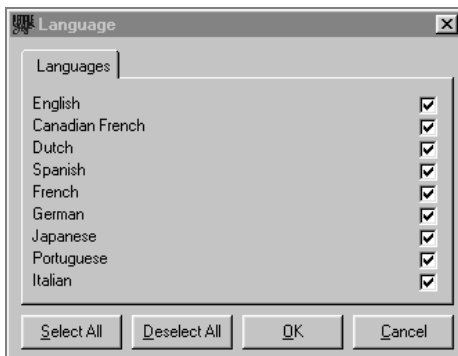 Language
Languages
English
Canadian French
Dutch
Spanish
French
German
Japanese
Portuguese
Italian
Select All Deselect All OK Cancel